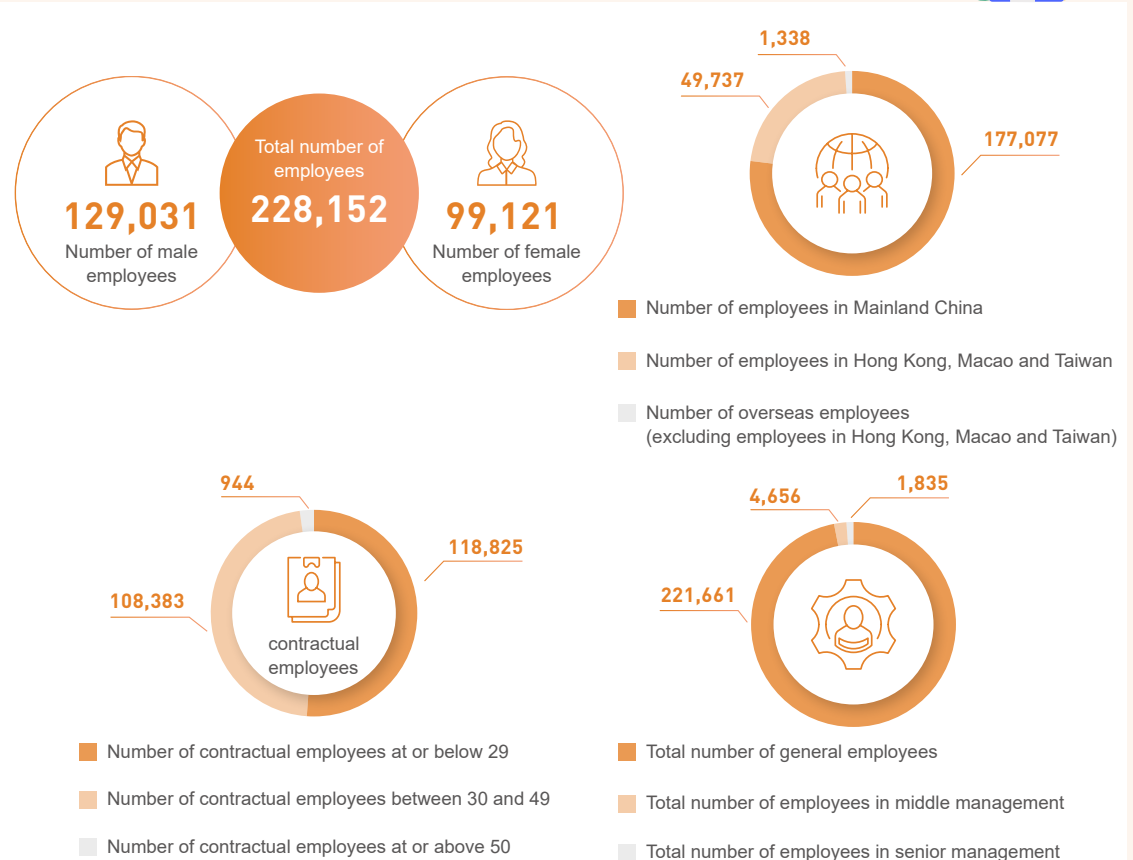 Total number of
employees
228,152
129,031
Number of male
employees
99,121
Number of female
employees
1,338
49,737
177,077
Number of employees in Mainland China
Number of employees in Hong Kong, Macao and Taiwan
Number of overseas employees
(excluding employees in Hong Kong, Macao and Taiwan)
944
118,825
108,383
contractual
employees
Number of contractual employees at or below 29
Number of contractual employees between 30 and 49
Number of contractual employees at or above 50
4,656
1,835
221,661
Total number of general employees
Total number of employees in middle management
Total number of employees in senior management